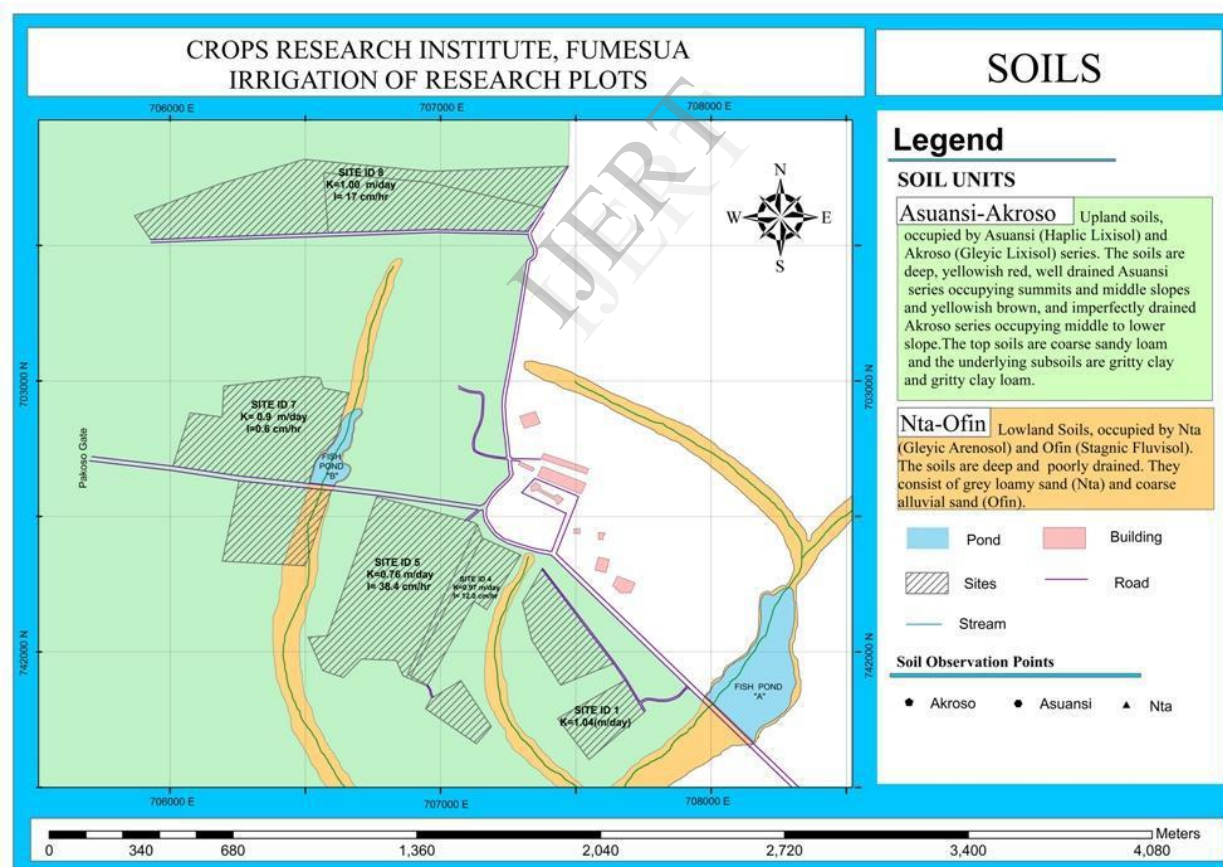 CROPS RESEARCH INSTITUTE, FUMESUA
IRRIGATION OF RESEARCH PLOTS
SOILS
706000 E
707000 E
708000 E
703000 N
742000 N
703000 N
742000 N
706000 E
707000 E
708000 E
IJERT
N
W
E
S
SITE ID 8
K=1.00 m/day
I= 17 cm/hr
SITE ID 7
K= 0.9 m/day
I=0.6 cm/hr
Pakoso Gate
FISH
POND
"B"
SITE ID 5
K=0.76 m/day
I= 38.4 cm/hr
SITE ID 4
K=0.97 m/day
I= 12.0 cm/hr
SITE ID 1
K=1.04(m/day)
FISH POND
"A"
Legend
SOIL UNITS
Asuansi-Akroso Upland soils,
occupied by Asuansi (Haplic Lixisol) and
Akroso (Gleyic Lixisol) series. The soils are
deep, yellowish red, well drained Asuansi
series occupying summits and middle slopes
and yellowish brown, and imperfectly drained
Akroso series occupying middle to lower
slope.The top soils are coarse sandy loam
and the underlying subsoils are gritty clay
and gritty clay loam.
Nta-Ofin Lowland Soils, occupied by Nta
(Gleyic Arenosol) and Ofin (Stagnic Fluvisol).
The soils are deep and poorly drained. They
consist of grey loamy sand (Nta) and coarse
alluvial sand (Ofin).
Pond
Building
Sites
Road
Stream
Soil Observation Points
Akroso
Asuansi
Nta
0 340 680 1,360 2,040 2,720 3,400 4,080 Meters